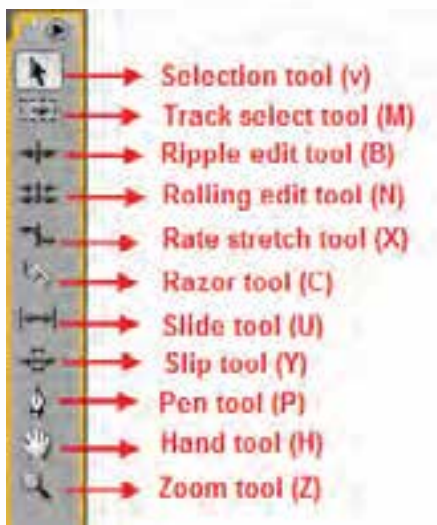 Selection tool (v)
Track select tool (M)
Ripple edit tool (B)
Rolling edit tool (N)
Rate stretch tool (X)
Razor tool (C)
Slide tool (U)
Slip tool (Y)
Pen tool (P)
Hand tool (H)
Zoom tool (Z)